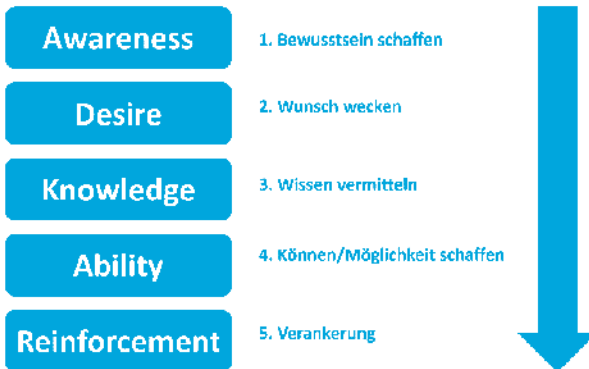 Awareness
1. Bewusstsein schaffen
Desire
2. Wunsch wecken
Knowledge
3. Wissen vermitteln
Ability
4. Können/Möglichkeit schaffen
Reinforcement
5. Verankerung